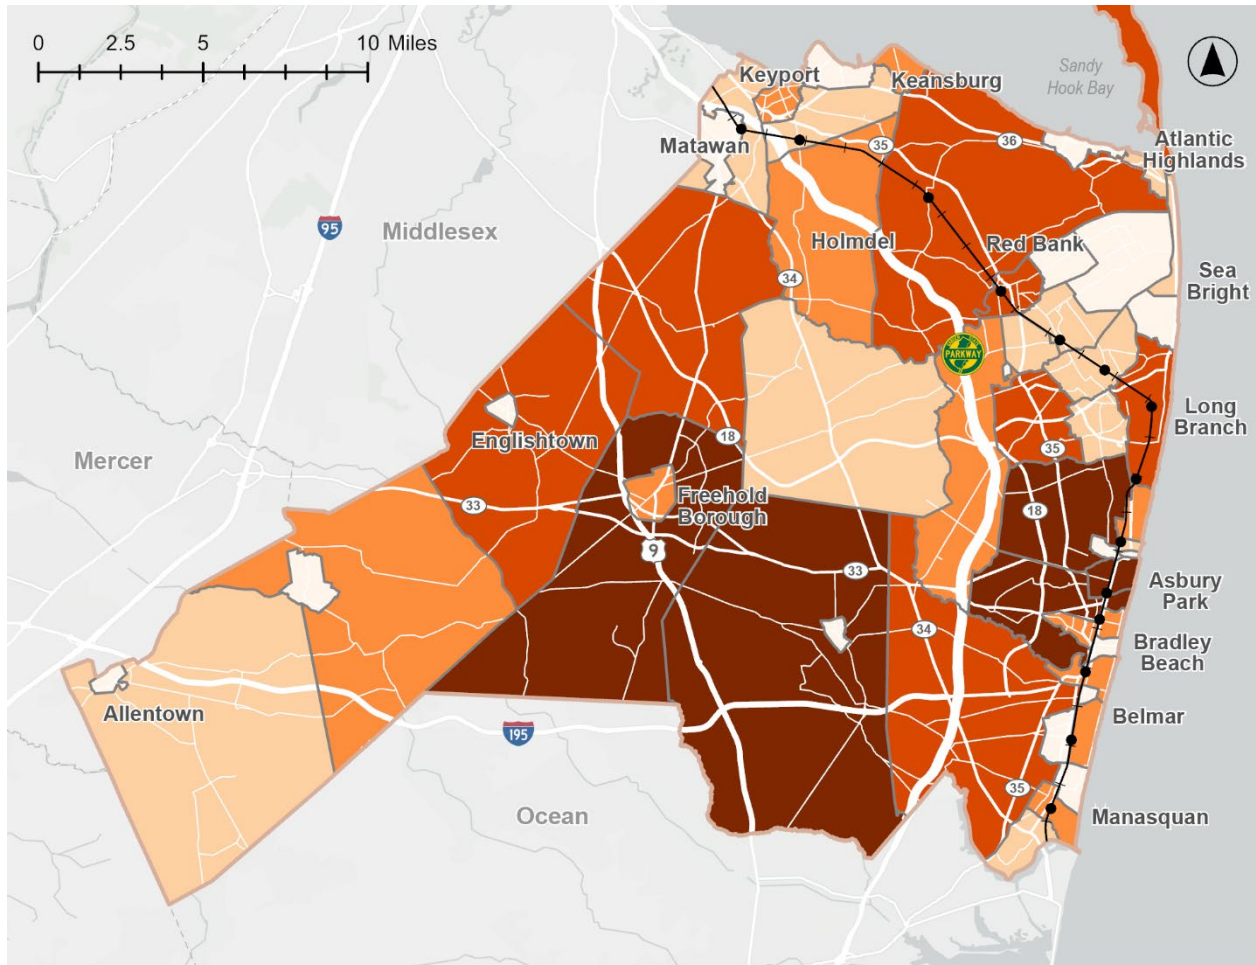 0 2.5 5 10 Miles
Sandy
Hook Bay
Keyport
Keansburg
Matawan
35
36
Atlantic
Highlands
95
Middlesex
Holmdel
Red Bank
34
Sea
Bright
PARKWAY
Englishtown
18
Long
Branch
35
Mercer
33
Freehold
Borough
18
9
33
Asbury
Park
34
Bradley
Beach
Allentown
195
Belmar
35
Ocean
Manasquan